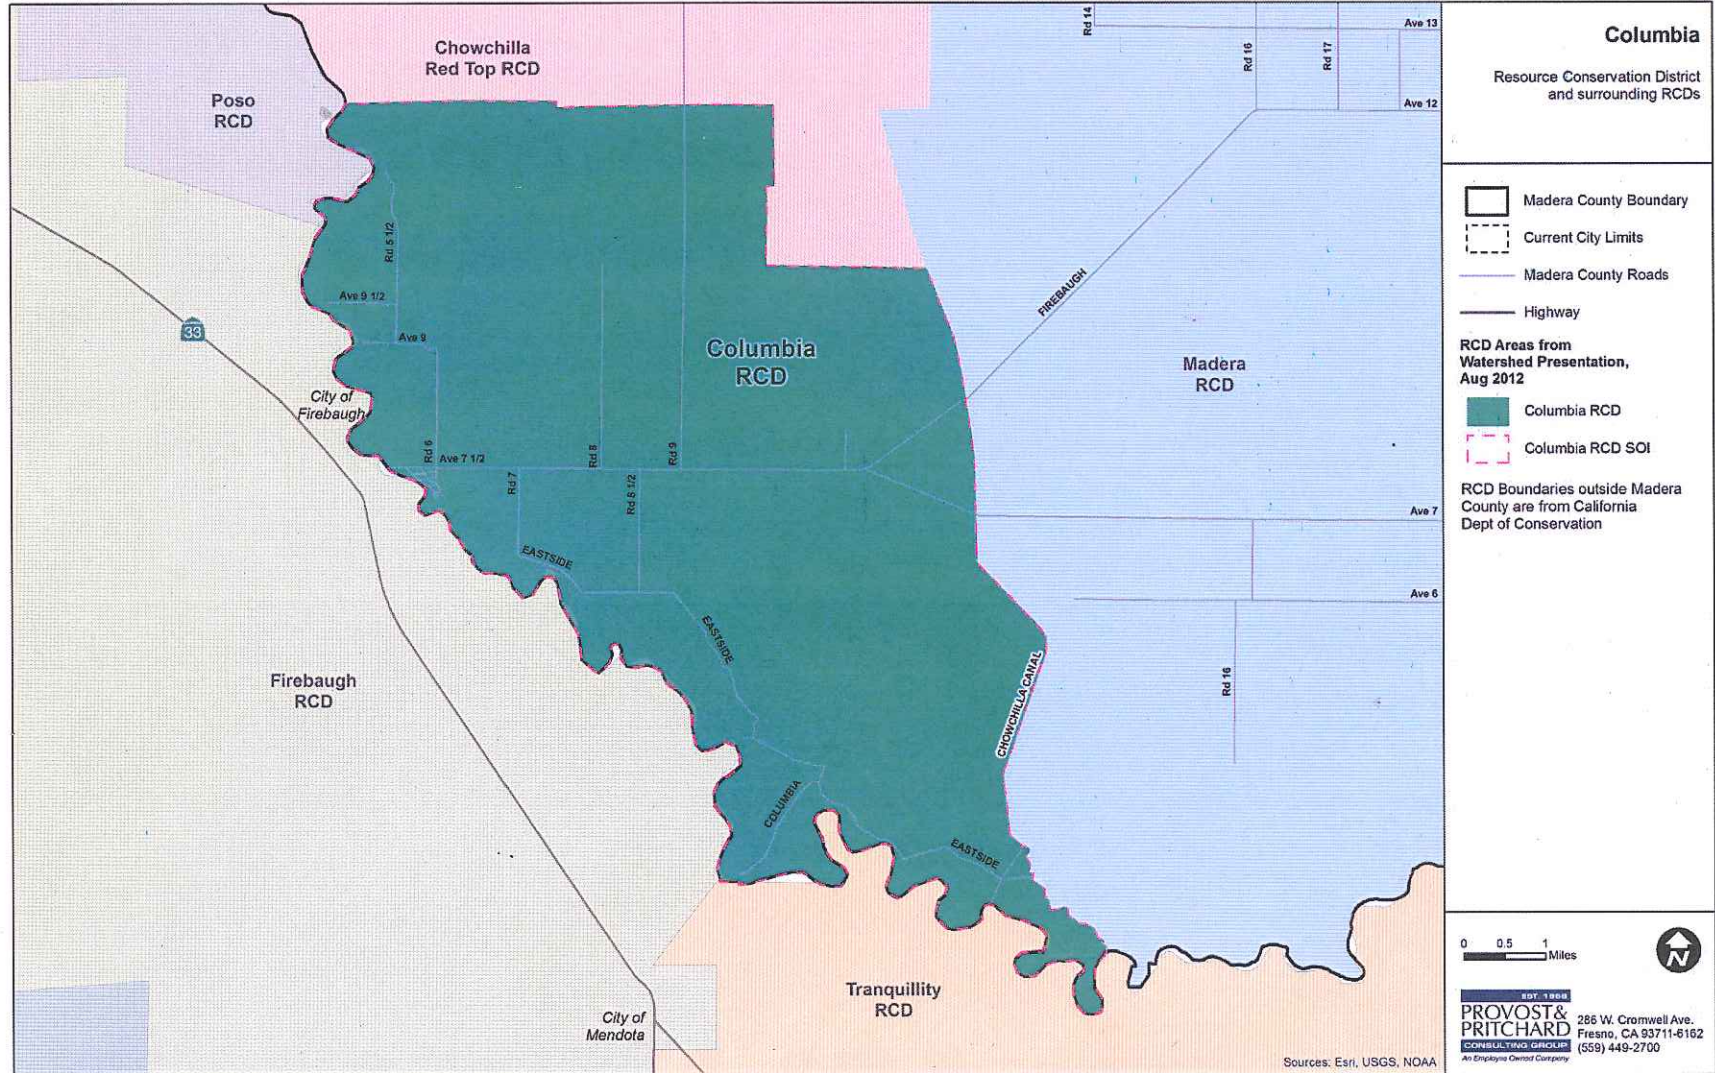 Columbia
Resource Conservation District
and surrounding RCDs
Madera County Boundary
Current City Limits
Madera County Roads
Highway
RCD Areas from
Watershed Presentation,
Aug 2012
Columbia RCD
Columbia RCD SOI
RCD Boundaries outside Madera
County are from California
Dept of Conservation
0 0.5 1
Miles
N
EST. 1968
PROVOST&
PRITCHARD
CONSULTING GROUP
An Employee Owned Company
286 W. Cromwell Ave.
Fresno, CA 93711-6162
(559) 449-2700
Chowchilla
Red Top RCD
Poso
RCD
Rd 14
Ave 13
Rd 16
Rd 17
Ave 12
Rd 5 1/2
Ave 9 1/2
Ave 9
33
FIREBAUGH
Columbia
RCD
Madera
RCD
City of
Firebaugh
Rd 6
Ave 7 1/2
Rd 7
Rd 8
Rd 8 1/2
Rd 9
Ave 7
EASTSIDE
Ave 6
EASTSIDE
CHOWCHILLA CANAL
Rd 16
Firebaugh
RCD
COLUMBIA
EASTSIDE
Tranquillity
RCD
City of
Mendota
Sources: Esri, USGS, NOAA